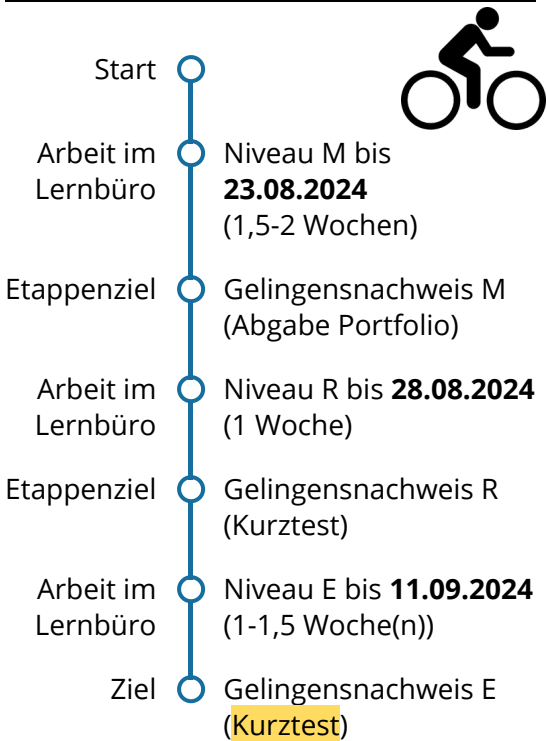 Start
Arbeit im Niveau M bis
Lernbüro 23.08.2024
(1,5-2 Wochen)
Etappenziel Gelingensnachweis M
(Abgabe Portfolio)
Arbeit im Niveau R bis 28.08.2024
Lernbüro (1 Woche)
Etappenziel Gelingensnachweis R
(Kurztest)
Arbeit im Niveau E bis 11.09.2024
Lernbüro (1-1,5 Woche(n))
Ziel Gelingensnachweis E
(Kurztest)